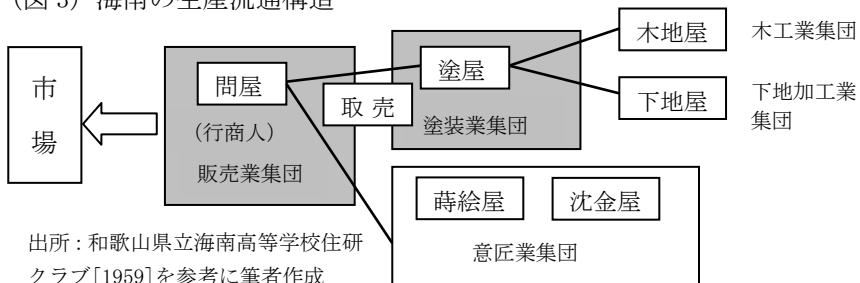 (図 3) 海南の生産流通構造
市場
問屋
(行商人)
販売業集団
取 売
塗屋
塗装業集団
木地屋
木工業集団
下地屋
下地加工業
集団
蒔絵屋
沈金屋
意匠業集団
出所:和歌山県立海南高等学校住研
クラブ[1959]を参考に筆者作成